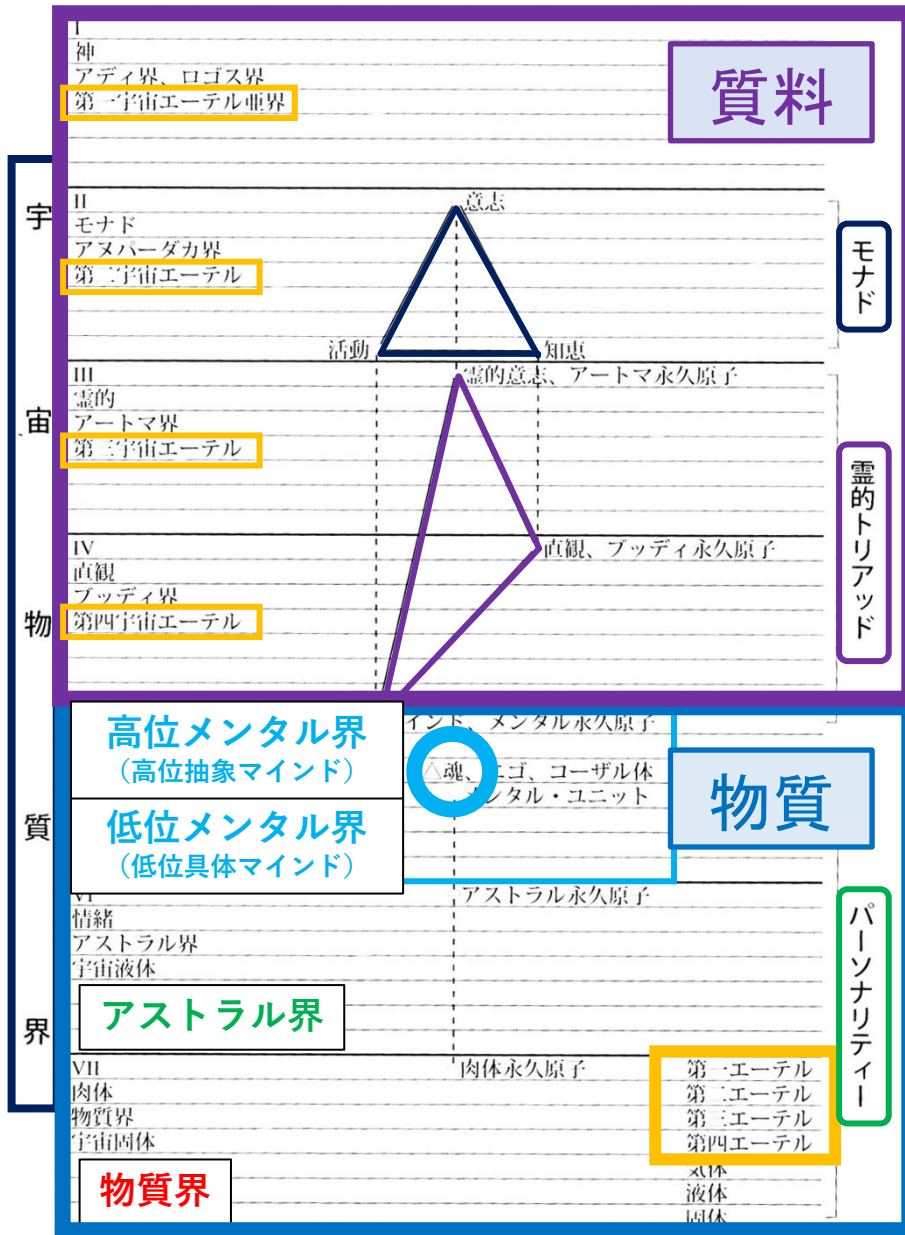 I
神
アディ界、ロゴス界
第一宇宙エーテル亜界
質料
宇宙物質界
II
意志
モナド
アヌパーダカ界
第二宇宙エーテル
モナド
活動
知恵
III
霊的意志、アートマ永久原子
霊的
アートマ界
第三宇宙エーテル
霊的トリアッド
IV
直観、ブッディ永久原子
直観
ブッディ界
第四宇宙エーテル
高位メンタル界
(高位抽象マインド)
インド、メンタル永久原子
△魂、エゴ、コーザル体
メンタル・ユニット
物質
低位メンタル界
(低位具体マインド)
VI
アストラル永久原子
情緒
アストラル界
宇宙液体
アストラル界
パーソナリティー
VII
肉体永久原子
第一エーテル
肉体
第二エーテル
物質界
第三エーテル
宇宙固体
第四エーテル
気体
物質界
液体
固体